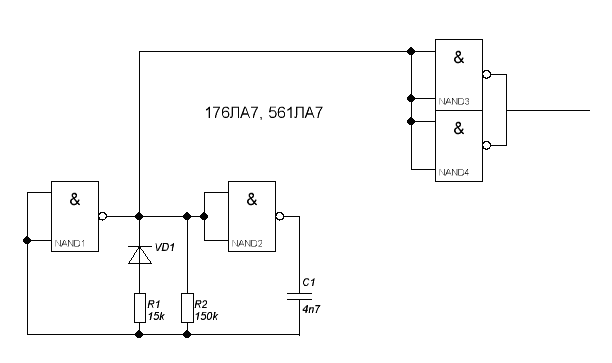 &
NAND3
176ЛА7, 561ЛА7
&
NAND4
&
NAND1
&
NAND2
VD1
C1
4n7
R1
15k
R2
150k